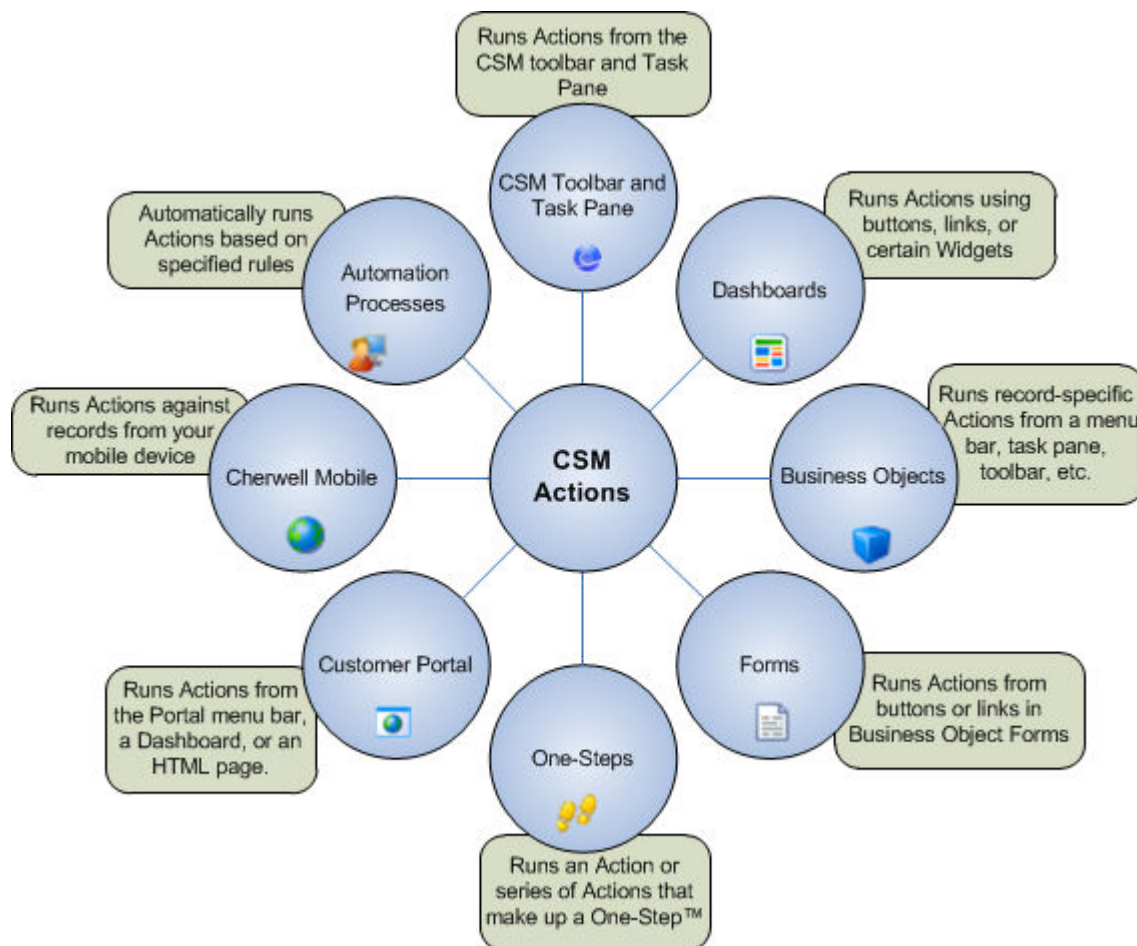 Runs Actions from the
CSM toolbar and Task
Pane
CSM Toolbar and
Task Pane
Automatically runs
Actions based on
specified rules
Automation
Processes
Runs Actions using
buttons, links, or
certain Widgets
Dashboards
Runs Actions against
records from your
mobile device
Cherwell Mobile
CSM
Actions
Business Objects
Runs record-specific
Actions from a menu
bar, task pane,
toolbar, etc.
Customer Portal
Runs Actions from
the Portal menu bar,
a Dashboard, or an
HTML page.
Forms
Runs Actions from
buttons or links in
Business Object Forms
One-Steps
Runs an Action or
series of Actions that
make up a One-Step™